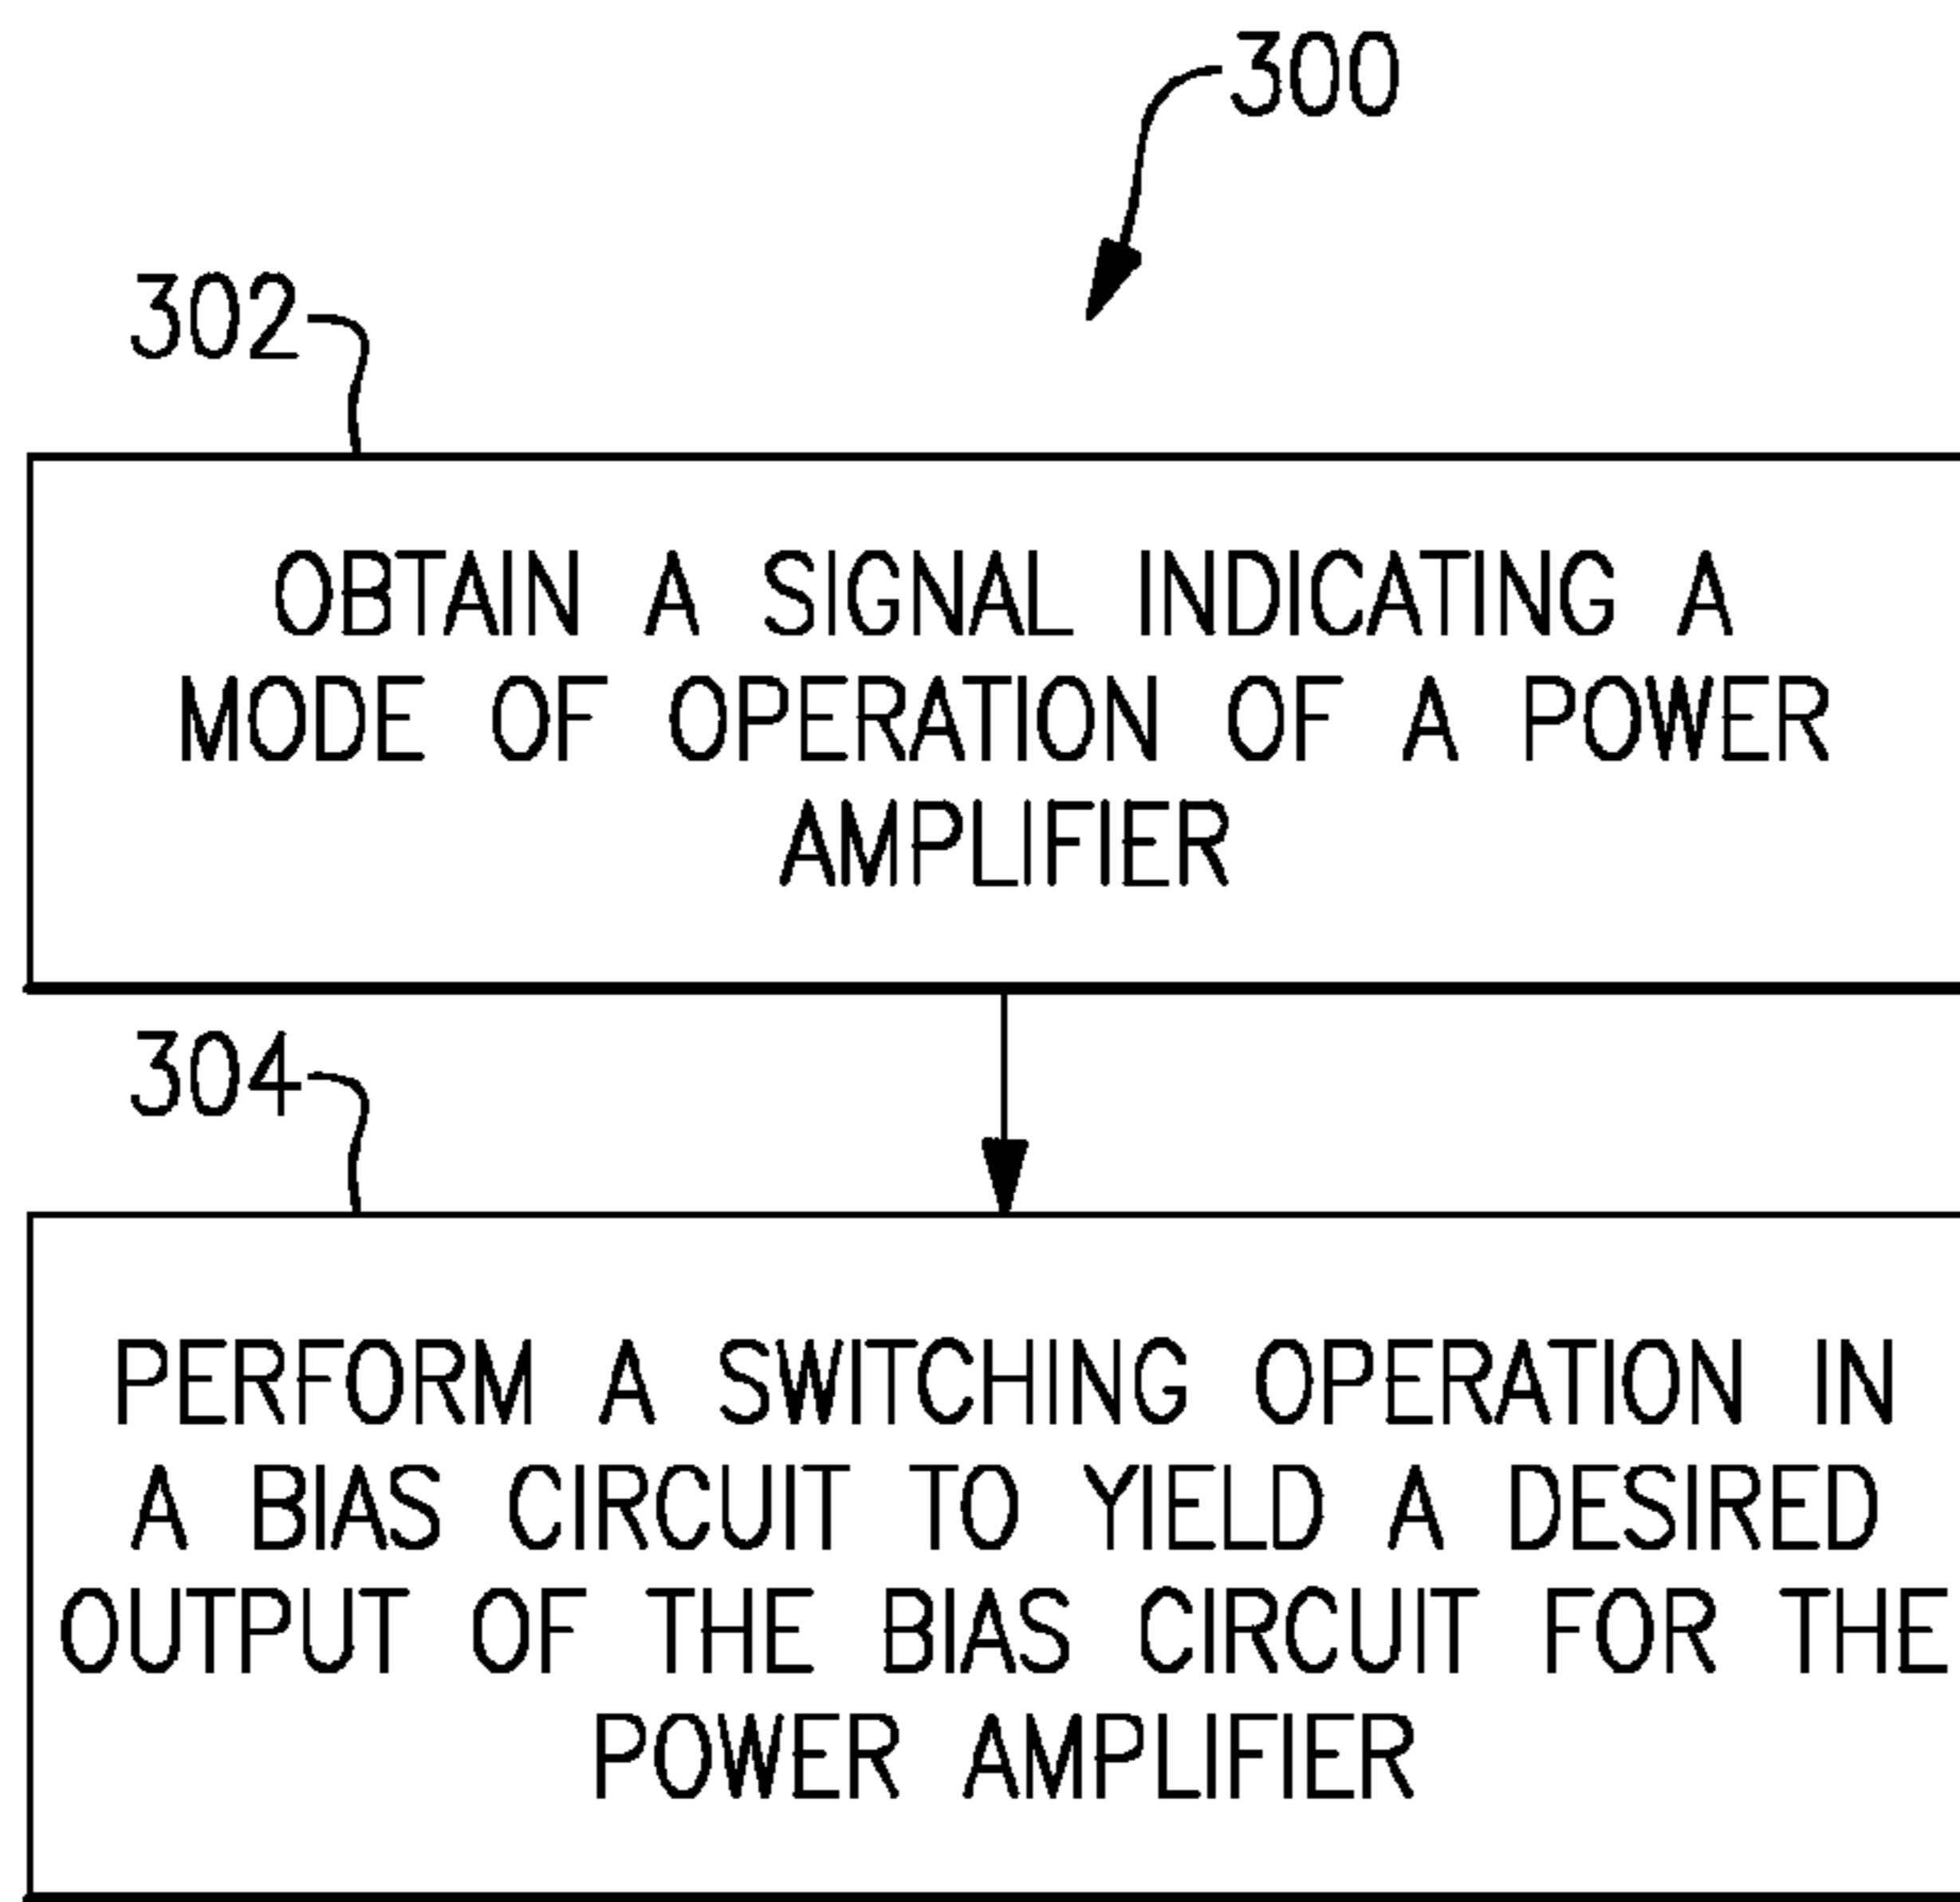 300
302
OBTAIN A SIGNAL INDICATING A
MODE OF OPERATION OF A POWER
AMPLIFIER
304
PERFORM A SWITCHING OPERATION IN
A BIAS CIRCUIT TO YIELD A DESIRED
OUTPUT OF THE BIAS CIRCUIT FOR THE
POWER AMPLIFIER